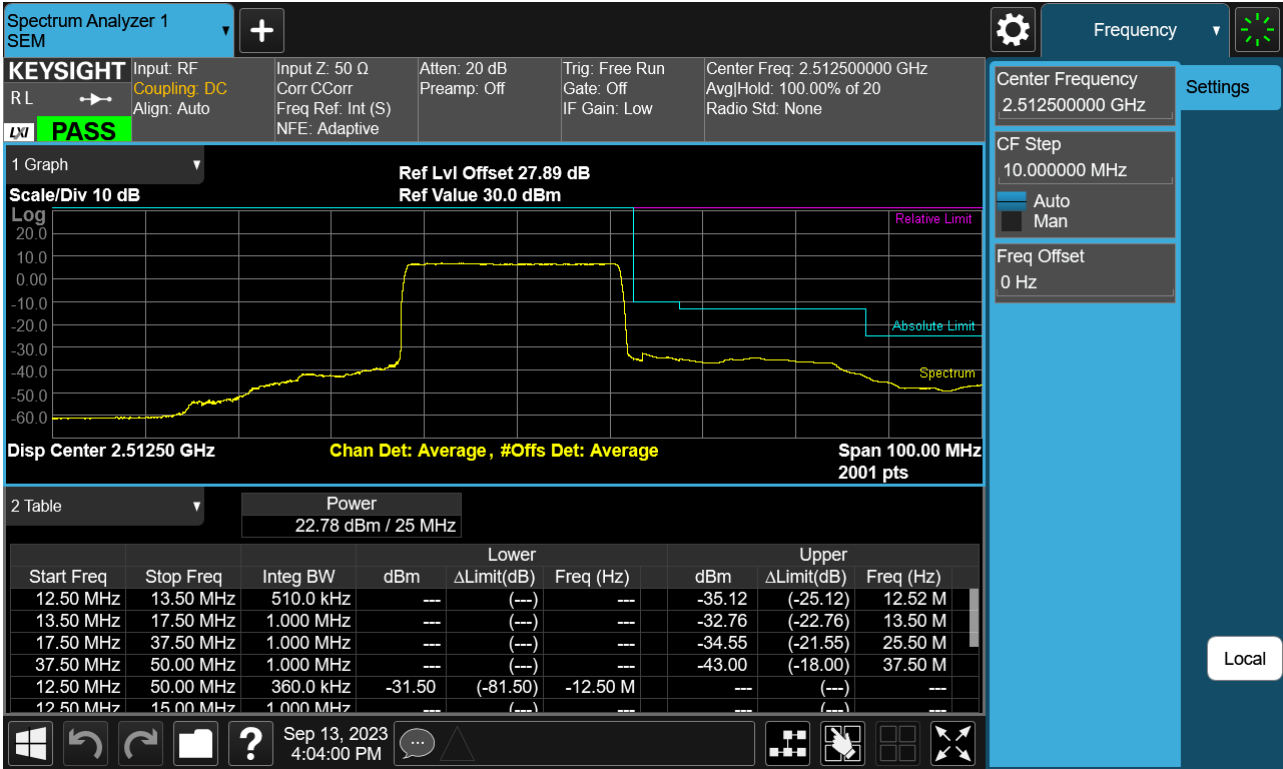 Spectrum Analyzer 1
SEM
Frequency
KEYSIGHT
R L
LXI
PASS
Input: RF
Coupling: DC
Align: Auto
Input Z: 50 Ω
Corr CCorr
Freq Ref: Int (S)
NFE: Adaptive
Atten: 20 dB
Preamp: Off
Trig: Free Run
Gate: Off
IF Gain: Low
Center Freq: 2.512500000 GHz
Avg|Hold: 100.00% of 20
Radio Std: None
Center Frequency
2.512500000 GHz
Settings
CF Step
10.000000 MHz
Auto
Man
Freq Offset
0 Hz
1 Graph
Scale/Div 10 dB
Ref Lvl Offset 27.89 dB
Ref Value 30.0 dBm
Log
20.0
10.0
0.00
-10.0
-20.0
-30.0
-40.0
-50.0
-60.0
Relative Limit
Absolute Limit
Spectrum
Disp Center 2.51250 GHz
Chan Det: Average , #Offs Det: Average
Span 100.00 MHz
2001 pts
2 Table
Power
22.78 dBm / 25 MHz
Lower Upper
Start Freq Stop Freq Integ BW dBm ΔLimit(dB) Freq (Hz) dBm ΔLimit(dB) Freq (Hz)
12.50 MHz 13.50 MHz 510.0 kHz --- (---) --- -35.12 (-25.12) 12.52 M
13.50 MHz 17.50 MHz 1.000 MHz --- (---) --- -32.76 (-22.76) 13.50 M
17.50 MHz 37.50 MHz 1.000 MHz --- (---) --- -34.55 (-21.55) 25.50 M
37.50 MHz 50.00 MHz 1.000 MHz --- (---) --- -43.00 (-18.00) 37.50 M
12.50 MHz 50.00 MHz 360.0 kHz -31.50 (-81.50) -12.50 M --- (---) ---
12.50 MHz 15.00 MHz 1.000 MHz --- (---) --- --- (---) ---
Local
Sep 13, 2023
4:04:00 PM